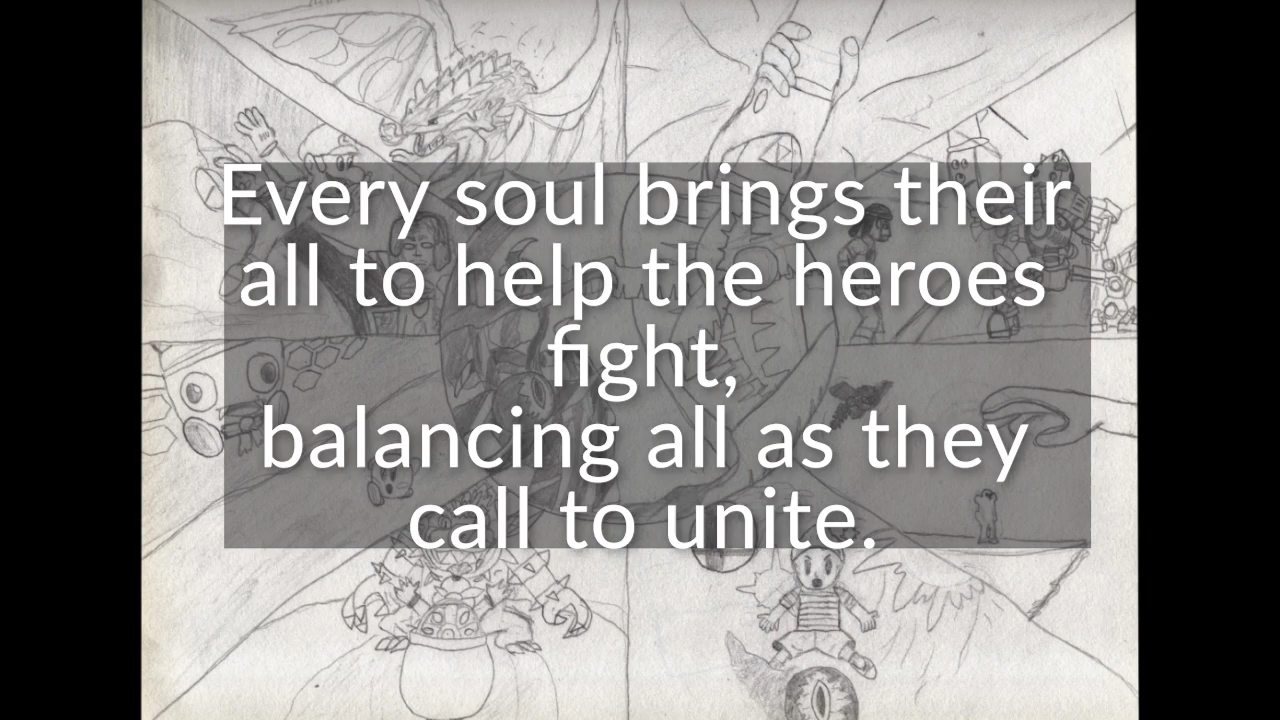 Every soul brings their
all to help the heroes
fight,
balancing all as they
call to unite.